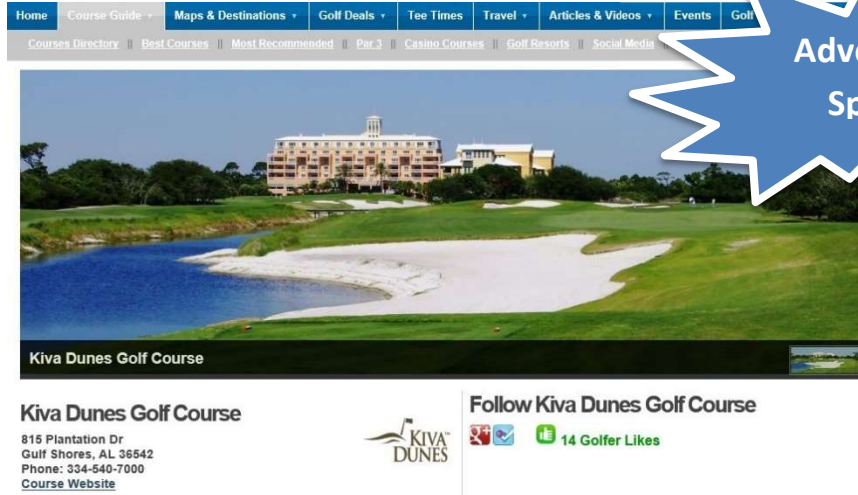 Home Course Guide Maps & Destinations Golf Deals Tee Times Travel Articles & Videos Events Golf
Courses Directory || Best Courses || Most Recommended || Par 3 || Casino Courses || Golf Resorts || Social Media
Adve
Sp
Kiva Dunes Golf Course
Kiva Dunes Golf Course
815 Plantation Dr
Gulf Shores, AL 36542
Phone: 334-540-7000
Course Website
KIVA™
DUNES
Follow Kiva Dunes Golf Course
14 Golfer Likes